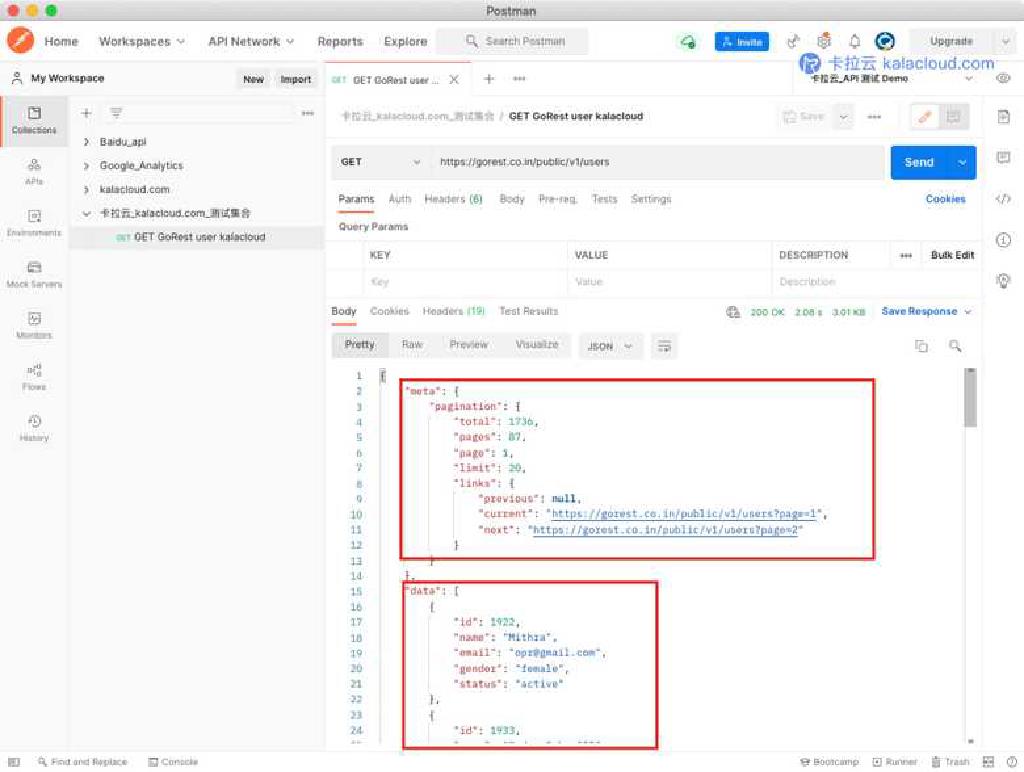 Postman
Home Workspaces API Network Reports Explore Search Postman Invite Upgrade
卡拉云 kalacloud.com
My Workspace New Import GET GET GoRest user ... 卡拉云_API 测试 Demo
Collections
APIs
Environments
Mock Servers
Monitors
Flows
History
Baidu_api
Google_Analytics
kalacloud.com
卡拉云_kalacloud.com_测试集合
GET GET GoRest user kalacloud
卡拉云_kalacloud.com_测试集合 / GET GoRest user kalacloud Save
GET https://gorest.co.in/public/v1/users Send
Params Auth Headers (6) Body Pre-req. Tests Settings Cookies
Query Params
KEY VALUE DESCRIPTION Bulk Edit
Key Value Description
Body Cookies Headers (19) Test Results 200 OK 2.08 s 3.01 KB Save Response
Pretty Raw Preview Visualize JSON
1 {
2 "meta": {
3 "pagination": {
4 "total": 1736,
5 "pages": 87,
6 "page": 1,
7 "limit": 20,
8 "links": {
9 "previous": null,
10 "current": "https://gorest.co.in/public/v1/users?page=1",
11 "next": "https://gorest.co.in/public/v1/users?page=2"
12 }
13 }
14 },
15 "data": [
16 {
17 "id": 1922,
18 "name": "Mithra",
19 "email": "opr@gmail.com",
20 "gender": "female",
21 "status": "active"
22 },
23 {
24 "id": 1933,
Find and Replace Console Bootcamp Runner Trash